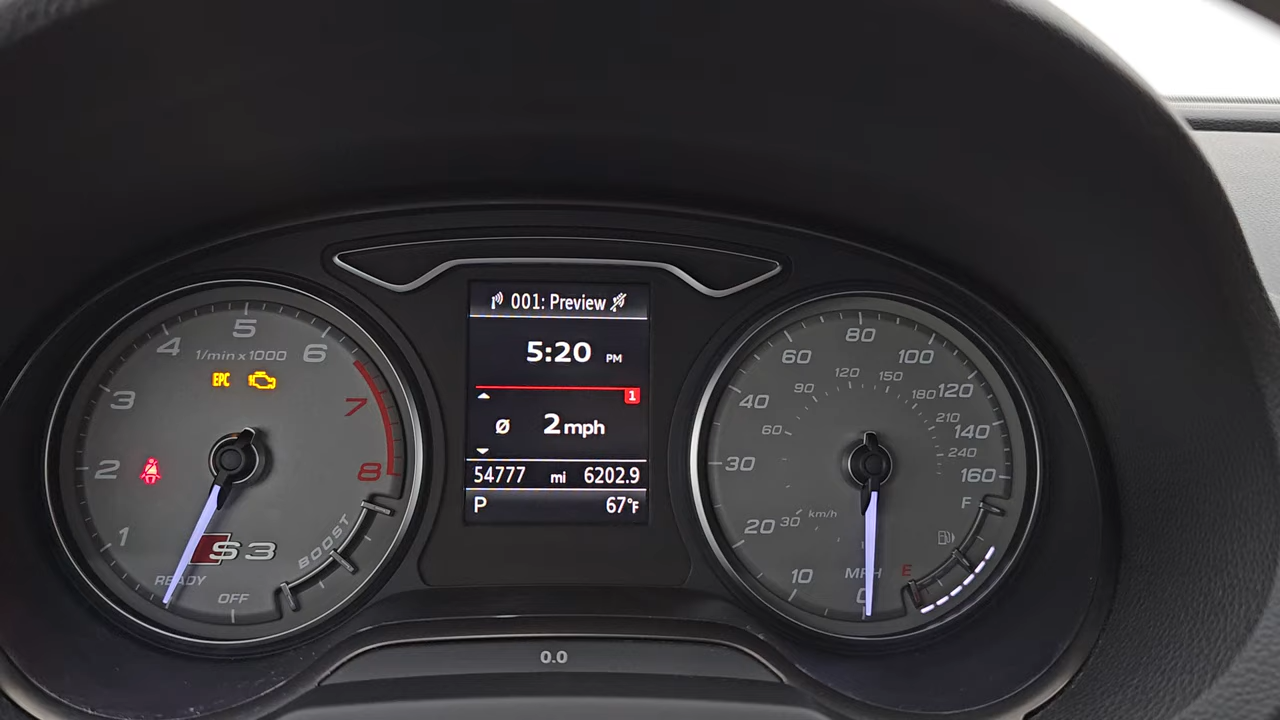 001: Preview
5:20 PM
1
Ø 2 mph
54777 mi 6202.9
P 67°F
1/min x 1000
EPC
1
2
3
4
5
6
7
8
S3
BOOST
READY
OFF
0
10
20
30
40
60
80
100
120
140
160
MPH
30
60
90
120
150
180
210
240
km/h
F
E
0.0